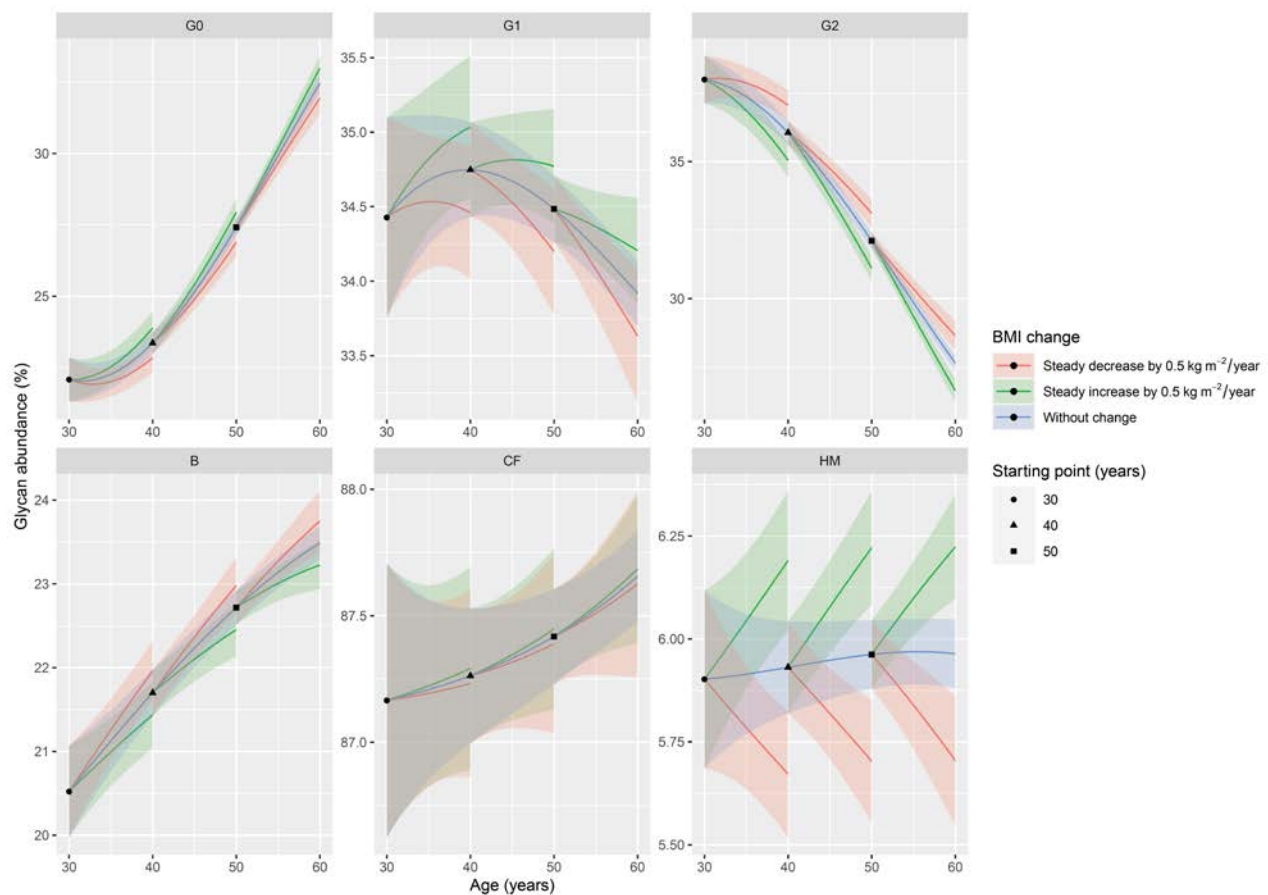 G0
G1
G2
30
25
30 40 50 60
35.5
35.0
34.5
34.0
33.5
30 40 50 60
35
30
30 40 50 60
B
CF
HM
24
23
22
21
20
30 40 50 60
88.0
87.5
87.0
30 40 50 60
6.25
6.00
5.75
5.50
30 40 50 60
Glycan abundance (%)
Age (years)
BMI change
Steady decrease by 0.5 kg m⁻²/year
Steady increase by 0.5 kg m⁻²/year
Without change
Starting point (years)
30
40
50